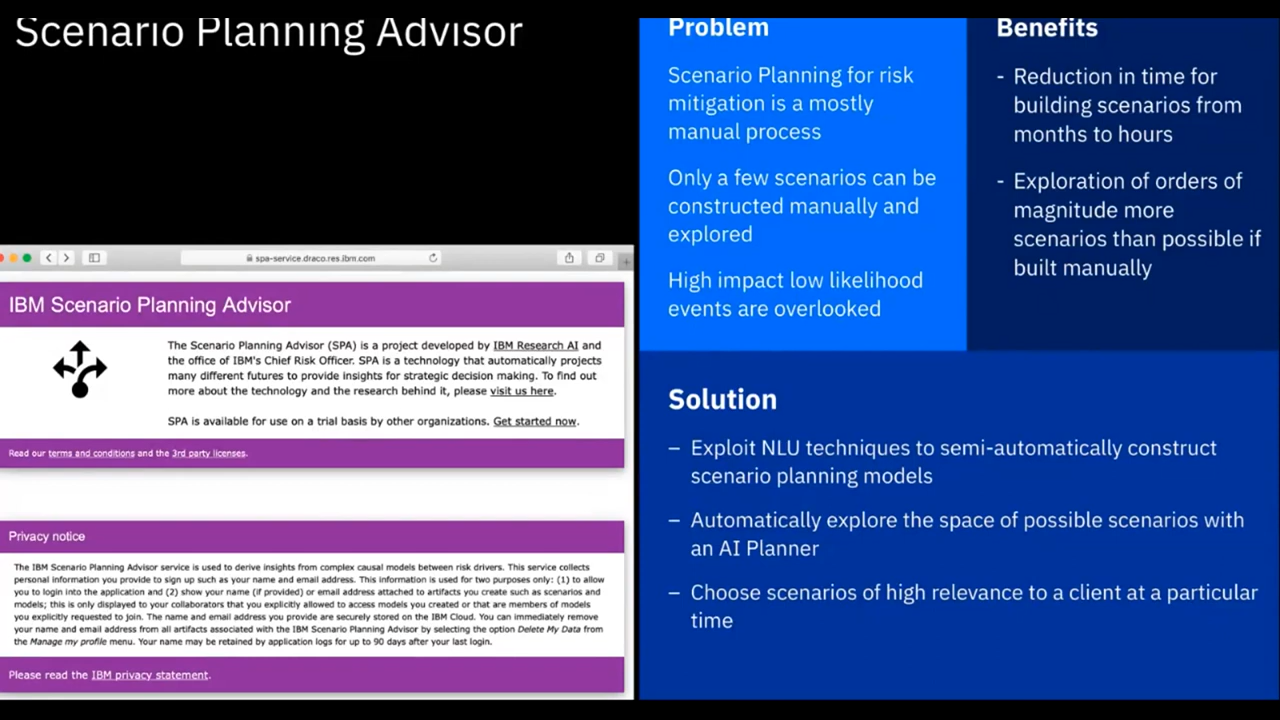 Scenario Planning Advisor
spa-service.draco.res.ibm.com
IBM Scenario Planning Advisor
The Scenario Planning Advisor (SPA) is a project developed by IBM Research AI and
the office of IBM's Chief Risk Officer. SPA is a technology that automatically projects
many different futures to provide insights for strategic decision making. To find out
more about the technology and the research behind it, please visit us here.
SPA is available for use on a trial basis by other organizations. Get started now.
Read our terms and conditions and the 3rd party licenses.
Privacy notice
The IBM Scenario Planning Advisor service is used to derive insights from complex causal models between risk drivers. This service collects
personal information you provide to sign up such as your name and email address. This information is used for two purposes only: (1) to allow
you to login into the application and (2) show your name (if provided) or email address attached to artifacts you create such as scenarios and
models; this is only displayed to your collaborators that you explicitly allowed to access models you created or that are members of models
you explicitly requested to join. The name and email address you provide are securely stored on the IBM Cloud. You can immediately remove
your name and email address from all artifacts associated with the IBM Scenario Planning Advisor by selecting the option Delete My Data from
the Manage my profile menu. Your name may be retained by application logs for up to 90 days after your last login.
Please read the IBM privacy statement.
Problem
Scenario Planning for risk
mitigation is a mostly
manual process
Only a few scenarios can be
constructed manually and
explored
High impact low likelihood
events are overlooked
Benefits
- Reduction in time for
building scenarios from
months to hours
- Exploration of orders of
magnitude more
scenarios than possible if
built manually
Solution
– Exploit NLU techniques to semi-automatically construct
scenario planning models
– Automatically explore the space of possible scenarios with
an AI Planner
– Choose scenarios of high relevance to a client at a particular
time